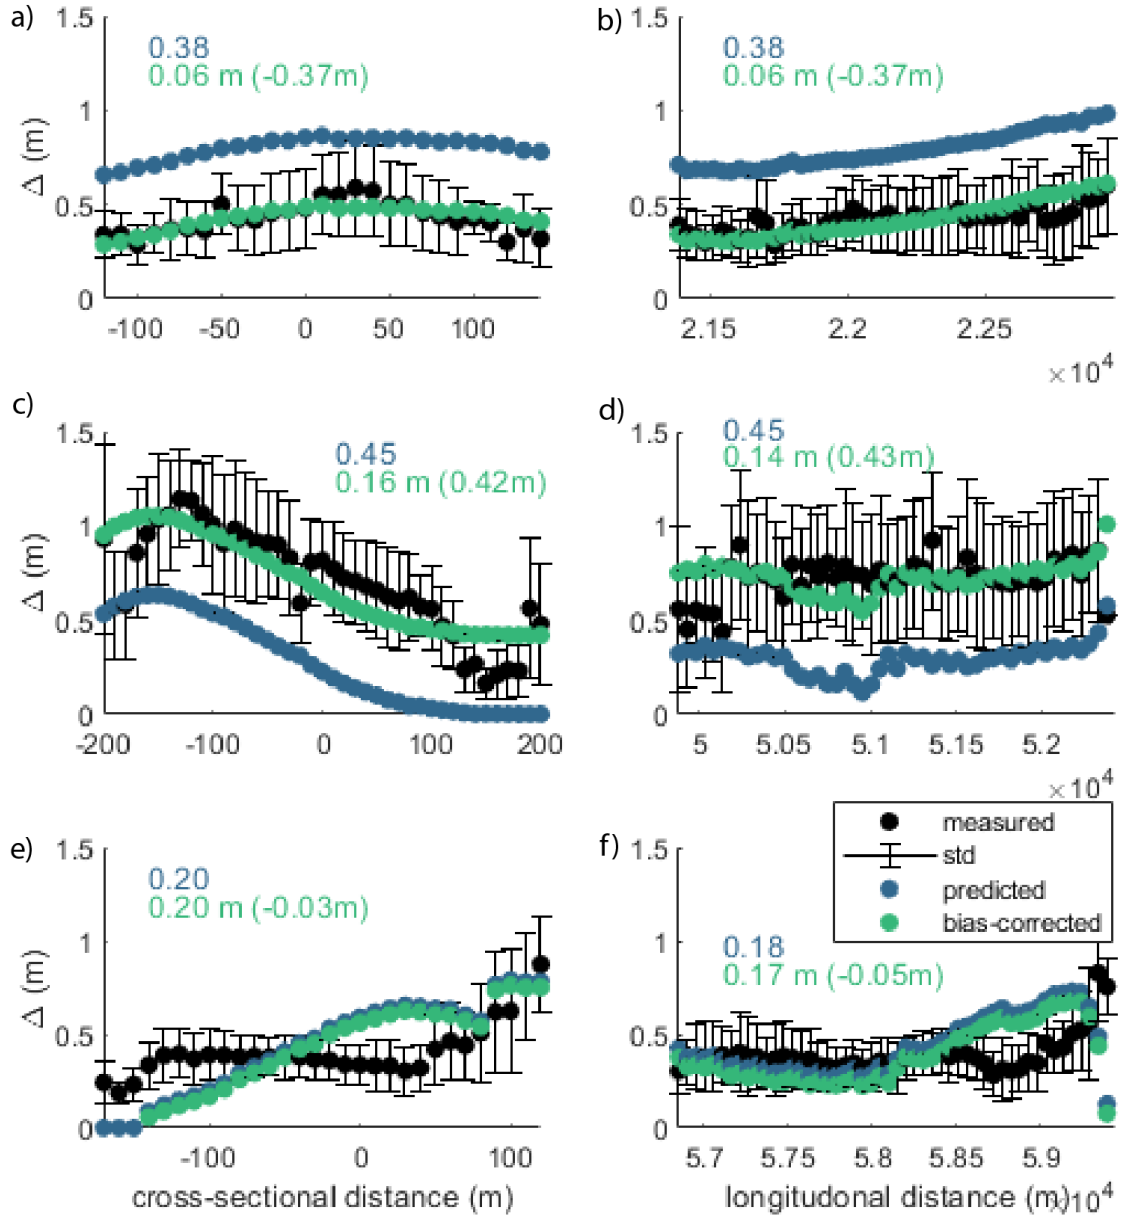 a)
1.5
1
0.5
0
Δ (m)
0.38
0.06 m (-0.37m)
-100
-50
0
50
100
b)
1.5
1
0.5
0
0.38
0.06 m (-0.37m)
2.15
2.2
2.25
×10⁴
c)
1.5
1
0.5
0
Δ (m)
0.45
0.16 m (0.42m)
-200
-100
0
100
200
d)
1.5
1
0.5
0
0.45
0.14 m (0.43m)
5
5.05
5.1
5.15
5.2
×10⁴
measured
std
predicted
bias-corrected
e)
1.5
1
0.5
0
Δ (m)
0.20
0.20 m (-0.03m)
-100
0
100
cross-sectional distance (m)
f)
1.5
1
0.5
0
0.18
0.17 m (-0.05m)
5.7
5.75
5.8
5.85
5.9
longitudonal distance (m)
×10⁴